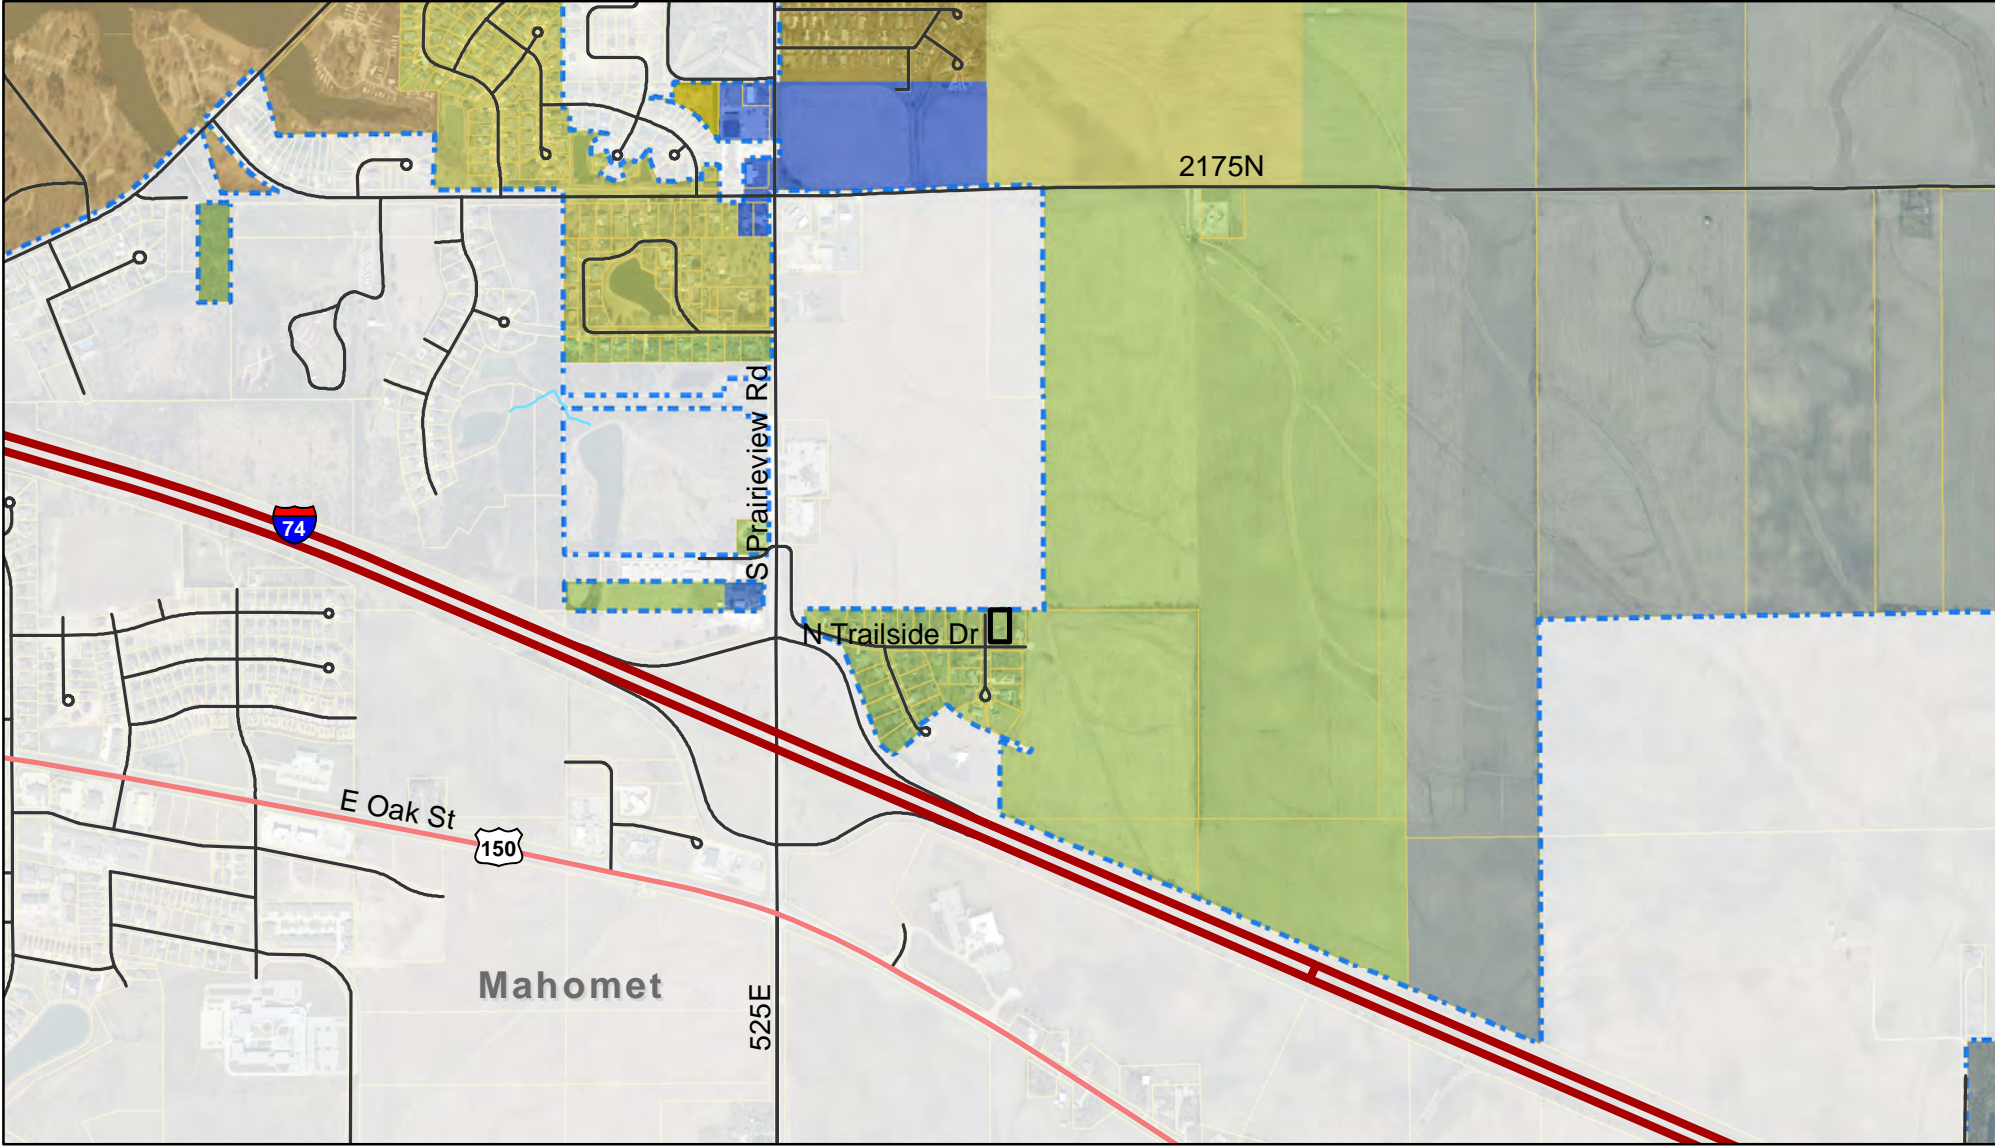 2175N
S Prairieview Rd
74
N Trailside Dr
E Oak St
150
Mahomet
525E